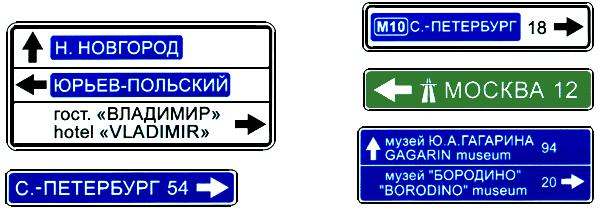 Н. НОВГОРОД
ЮРЬЕВ-ПОЛЬСКИЙ
гост. «ВЛАДИМИР»
hotel «VLADIMIR»
С.-ПЕТЕРБУРГ 54
М10 С.-ПЕТЕРБУРГ 18
МОСКВА 12
музей Ю.А.ГАГАРИНА
GAGARIN museum 94
музей "БОРОДИНО"
"BORODINO" museum 20